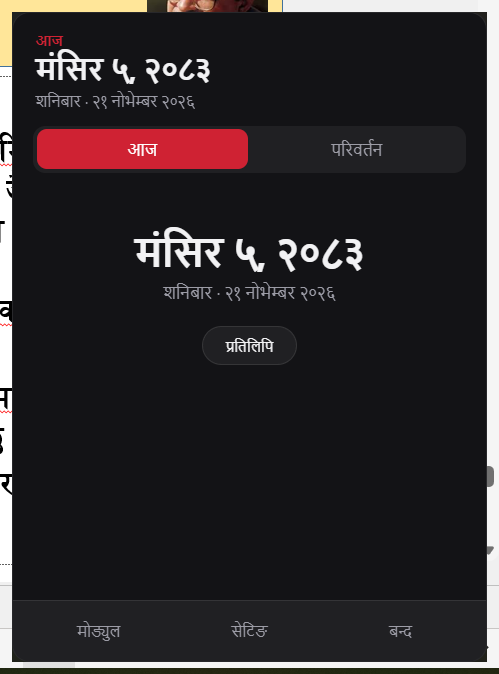 आज
मंसिर ५, २०८३
शनिबार · २१ नोभेम्बर २०२६
आज
परिवर्तन
मंसिर ५, २०८३
शनिबार · २१ नोभेम्बर २०२६
प्रतिलिपि
मोड्युल
सेटिङ
बन्द